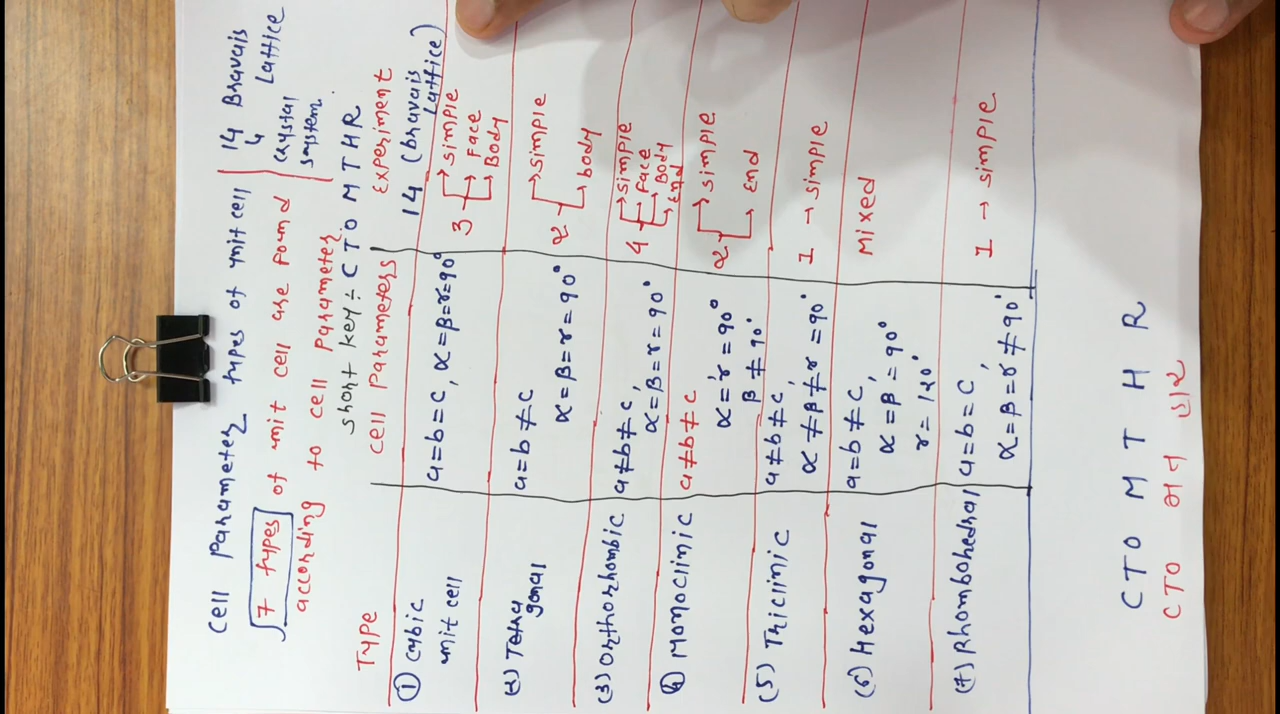 Cell Parameter types of unit cell
7 types of unit cell are found
according to cell parameter.
14 Bravais
4 Lattice
crystal
system.
short key ÷ C T O M T H R
TYPE
Cell Parameters
Experiment
14 (bravais
Lattice)
① cubic
unit cell
a=b=c, α=β=r=90°
3 simple
Face
Body
(2) Tetra
gonal
a=b≠c
α=β=r=90°
2 simple
body
(3) Orthorhombic
a≠b≠c,
α=β=r=90°
4 simple
Face
Body
End
④ Monoclinic
a≠b≠c
α=r=90°
β≠90°
2 simple
End
(5) Triclinic
a≠b≠c
α≠β≠r=90°
1 → simple
(6) Hexagonal
a=b≠c
α=β=90°
r=120°
Mixed
(7) Rhombohedral
a=b=c
α=β=r≠90°
1 → simple
C T O M T H R
CTO મત હાર